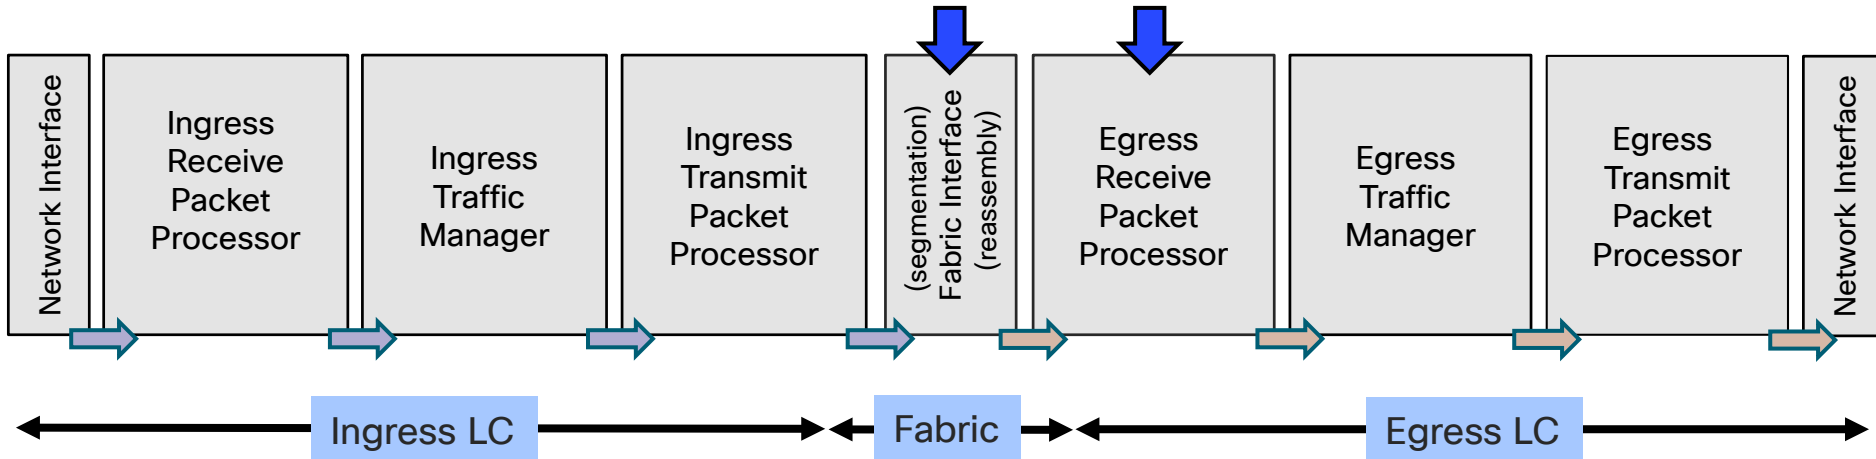 Network Interface
Ingress
Receive
Packet
Processor
Ingress
Traffic
Manager
Ingress
Transmit
Packet
Processor
(segmentation)
Fabric Interface
(reassembly)
Egress
Receive
Packet
Processor
Egress
Traffic
Manager
Egress
Transmit
Packet
Processor
Network Interface
Ingress LC
Fabric
Egress LC